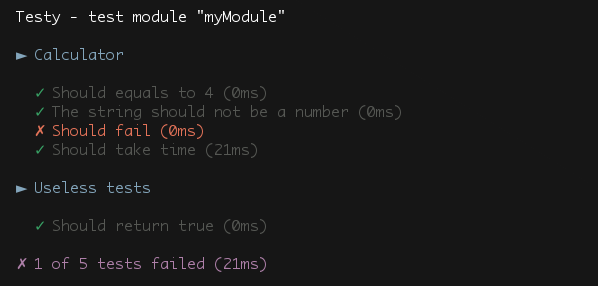 Testy - test module "myModule"
► Calculator
✓ Should equals to 4 (0ms)
✓ The string should not be a number (0ms)
✗ Should fail (0ms)
✓ Should take time (21ms)
► Useless tests
✓ Should return true (0ms)
✗ 1 of 5 tests failed (21ms)